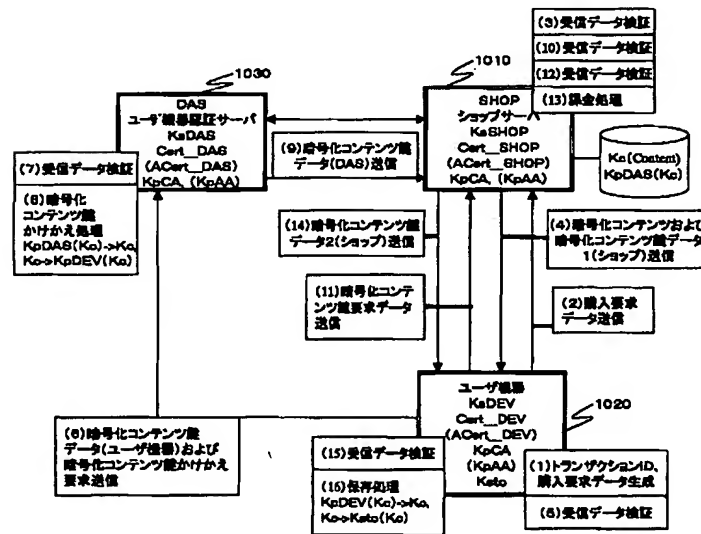 1030
DAS
ユーザ機器認証サーバ
KsDAS
Cert__DAS
(ACert__DAS)
KpCA, (KpAA)
(7)受信データ検証
(8)暗号化
コンテンツ鍵
かけかえ処理
KpDAS(Kc)->Kc,
Kc->KpDEV(Kc)
(9)暗号化コンテンツ鍵
データ(DAS)送信
1010
SHOP
ショップサーバ
KsSHOP
Cert__SHOP
(ACert__SHOP)
KpCA, (KpAA)
(3)受信データ検証
(10)受信データ検証
(12)受信データ検証
(13)課金処理
Kc(Content)
KpDAS(Kc)
(14)暗号化コンテンツ鍵
データ2(ショップ)送信
(4)暗号化コンテンツおよび
暗号化コンテンツ鍵データ
1(ショップ)送信
(11)暗号化コンテ
ンツ鍵要求データ
送信
(2)購入要求
データ送信
(6)暗号化コンテンツ鍵
データ(ユーザ機器)および
暗号化コンテンツ鍵かけかえ
要求送信
1020
ユーザ機器
KsDEV
Cert__DEV
(ACert__DEV)
KpCA
(KpAA)
Ksto
(15)受信データ検証
(16)保存処理
KpDEV(Kc)->Kc,
Kc->Ksto(Kc)
(1)トランザクションID、
購入要求データ生成
(5)受信データ検証